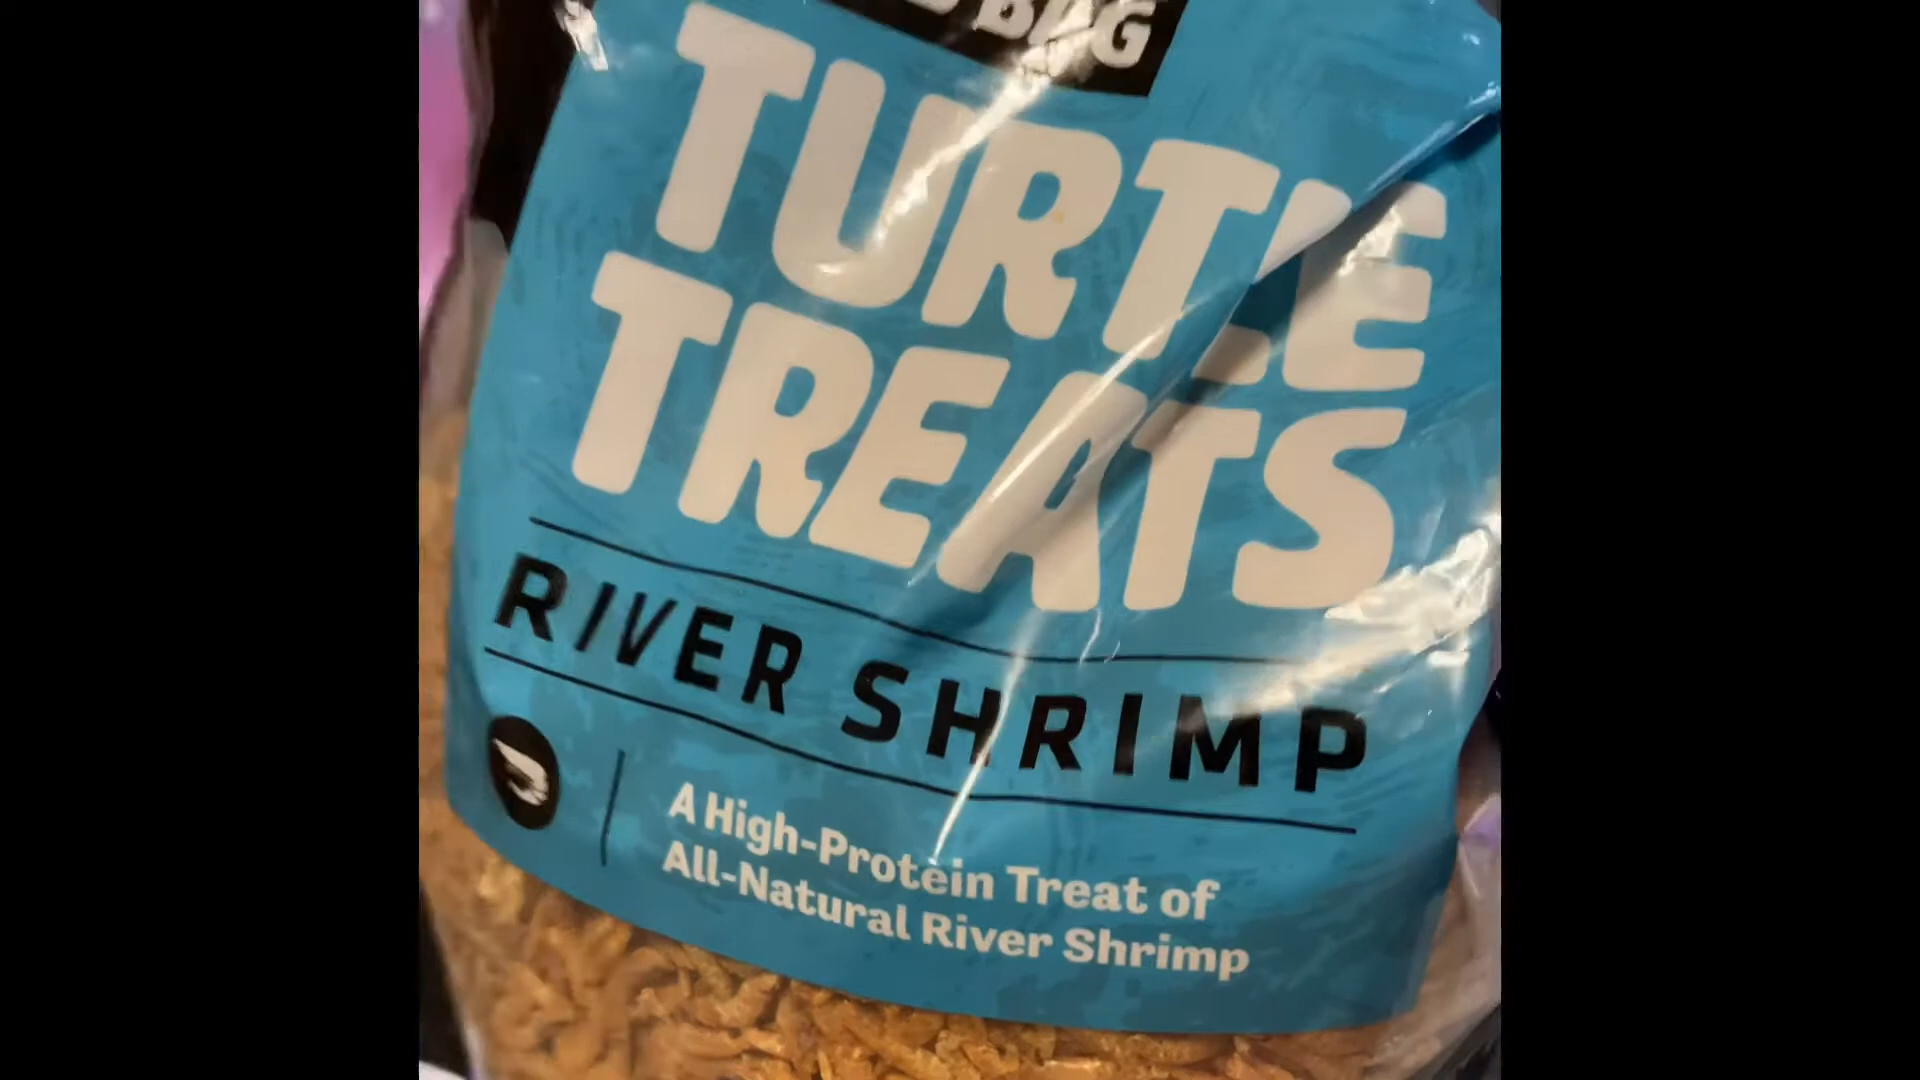 TURTLE
TREATS
RIVER SHRIMP
A High-Protein Treat of
All-Natural River Shrimp